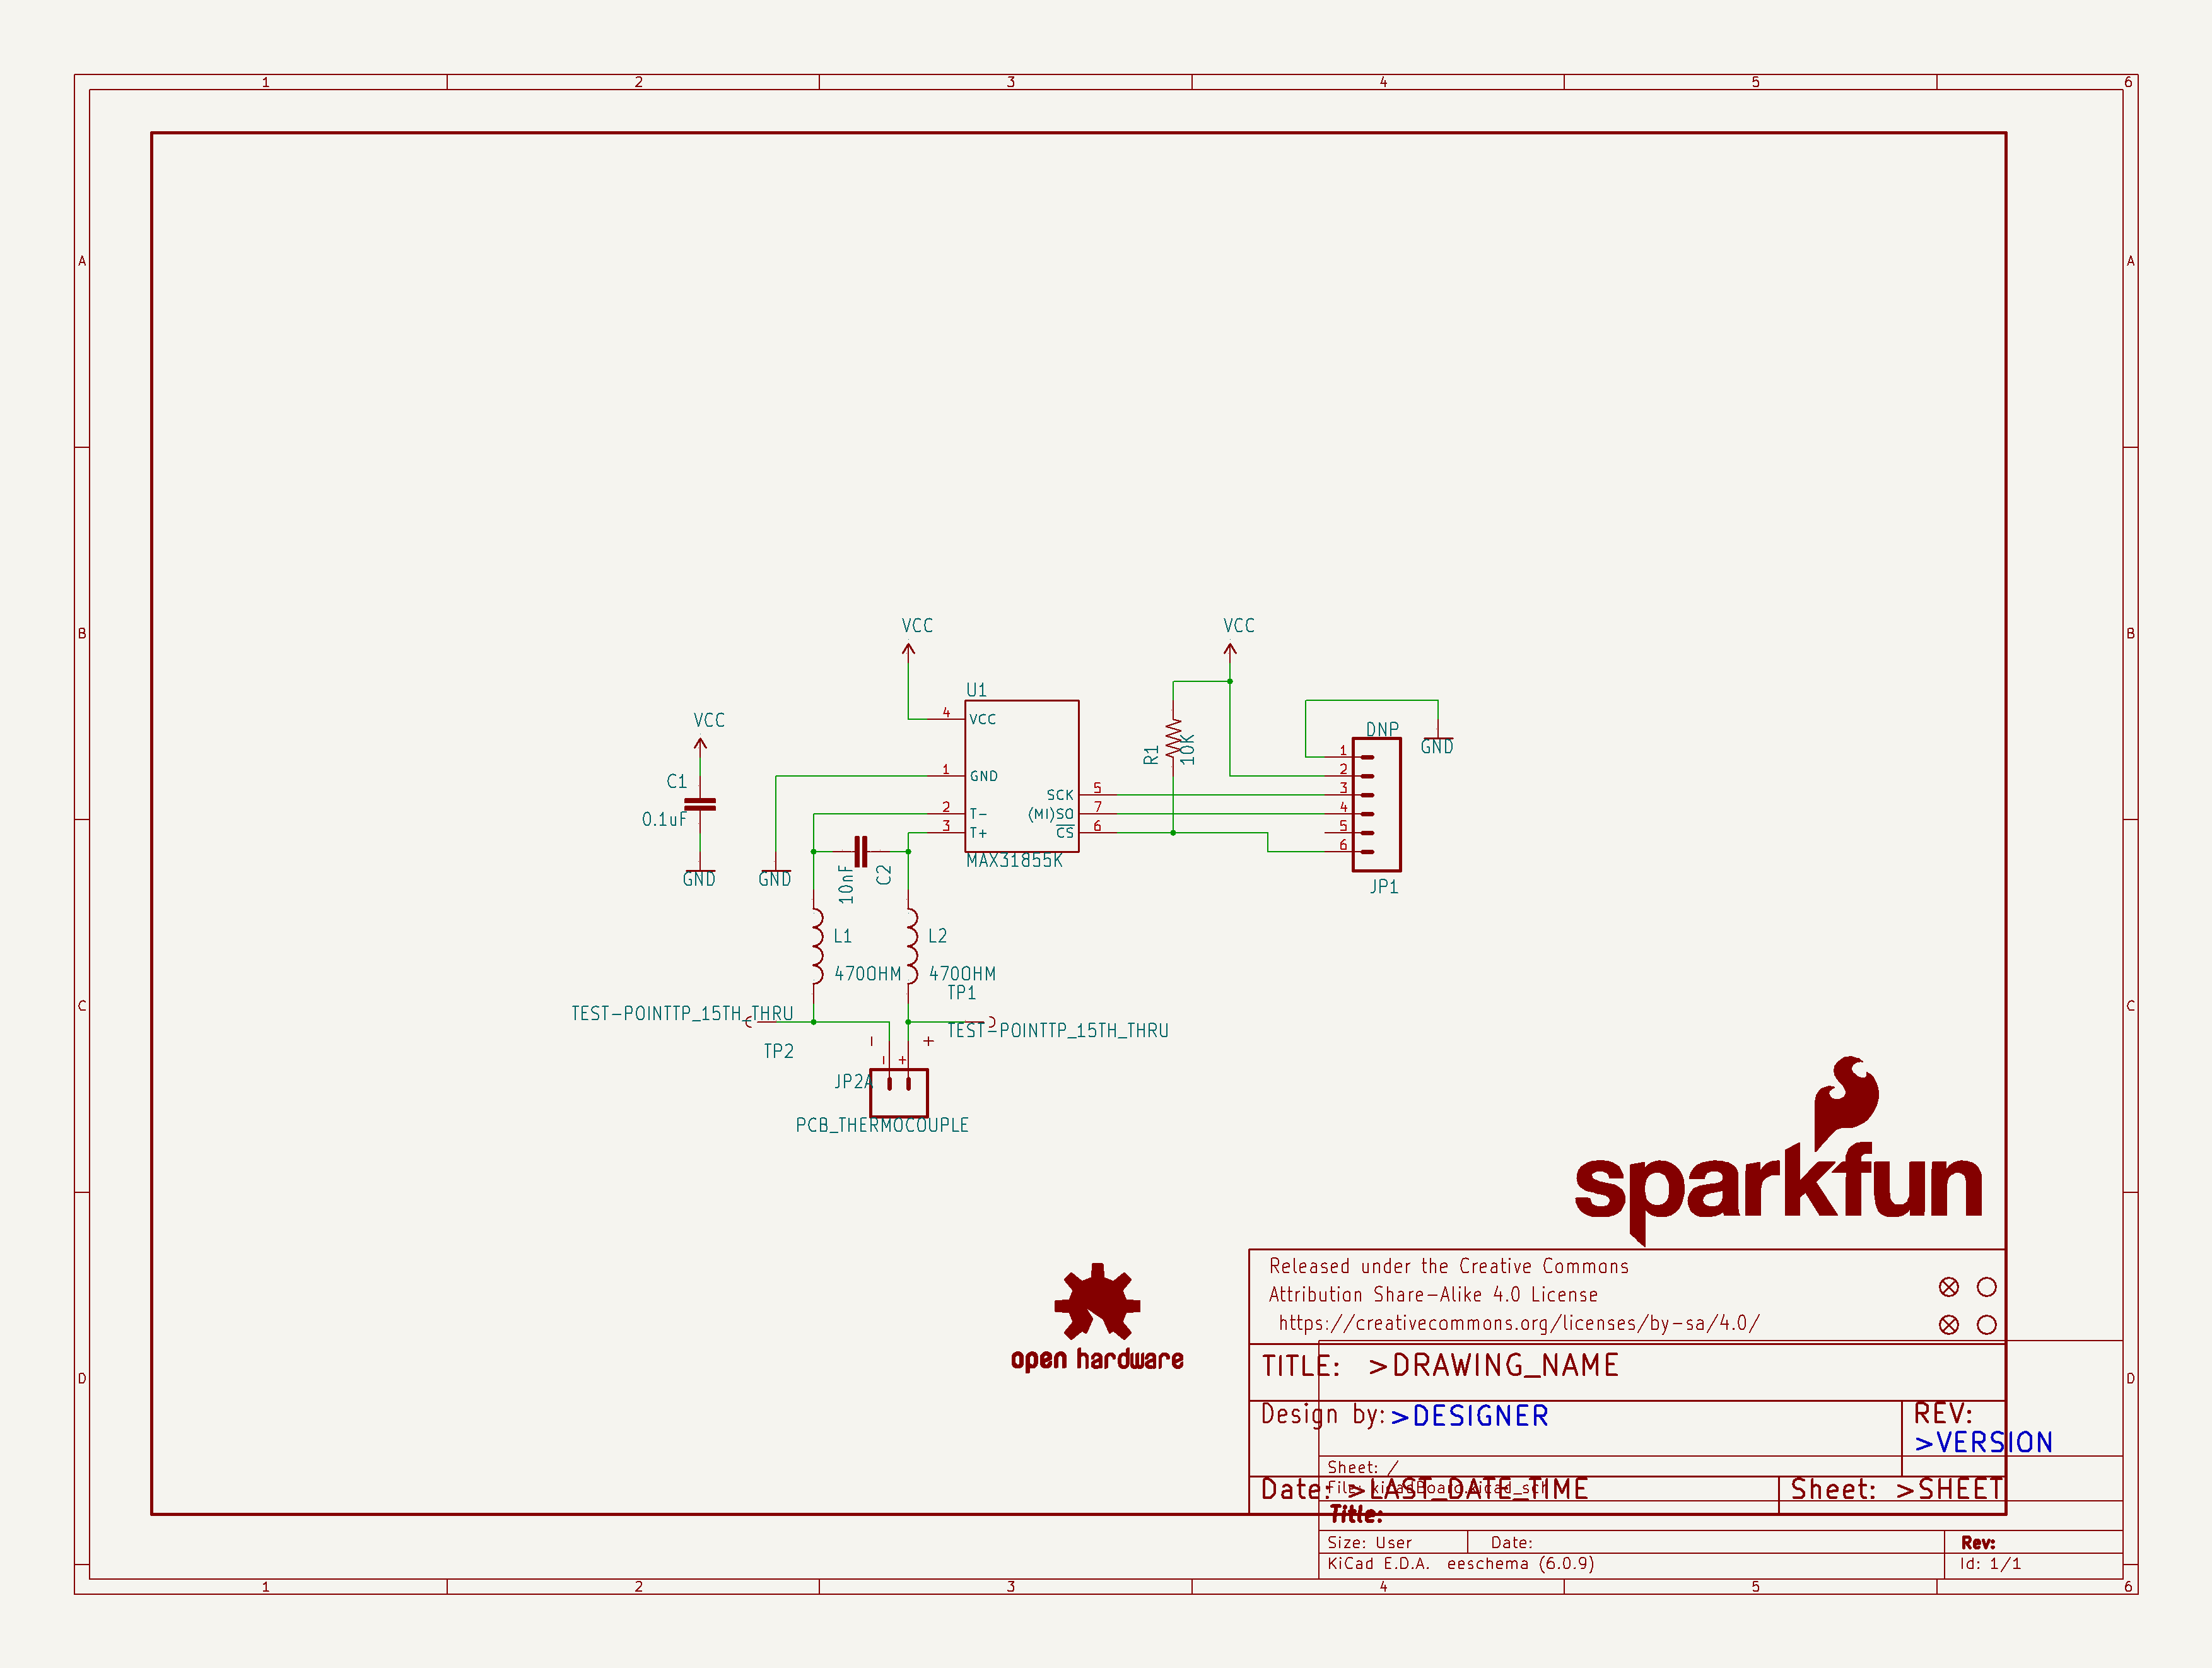 1 2 3 4 5 6
A A
VCC VCC
B B
U1
4 VCC
VCC
DNP
GND
R1 10K
1
2
3
4
5
6
1 GND
C1
0.1uF
SCK 5
2 T- (MI)SO 7
3 T+ CS 6
MAX31855K
GND GND
10nF C2
JP1
L1 L2
470OHM 470OHM
TP1
C C
TEST-POINTTP_15TH_THRU
TEST-POINTTP_15TH_THRU
TP2
- +
- +
JP2A
PCB_THERMOCOUPLE
sparkfun
Released under the Creative Commons
Attribution Share-Alike 4.0 License
https://creativecommons.org/licenses/by-sa/4.0/
open hardware
TITLE: >DRAWING_NAME
D D
Design by: >DESIGNER
REV:
>VERSION
Sheet: /
File: kicadBoard.kicad_sch
Date: >LAST_DATE_TIME
Sheet: >SHEET
Title:
Size: User Date: Rev:
KiCad E.D.A. eeschema (6.0.9) Id: 1/1
1 2 3 4 5 6